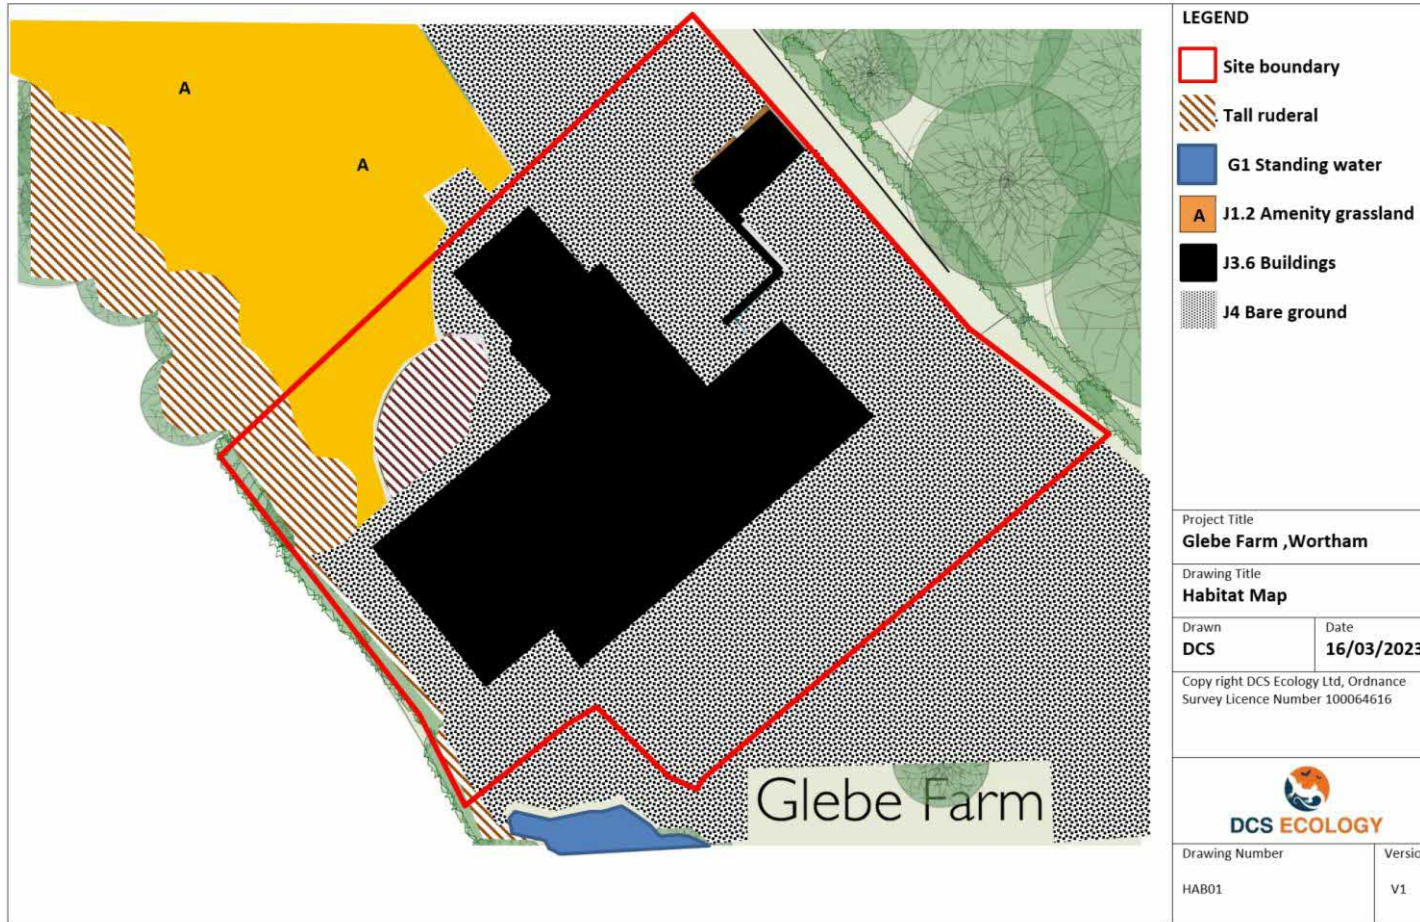 A
A
Glebe Farm
LEGEND
Site boundary
Tall ruderal
G1 Standing water
A J1.2 Amenity grassland
J3.6 Buildings
J4 Bare ground
Project Title
Glebe Farm ,Wortham
Drawing Title
Habitat Map
Drawn Date
DCS 16/03/2023
Copy right DCS Ecology Ltd, Ordnance
Survey Licence Number 100064616
DCS ECOLOGY
Drawing Number Versio
HAB01 V1